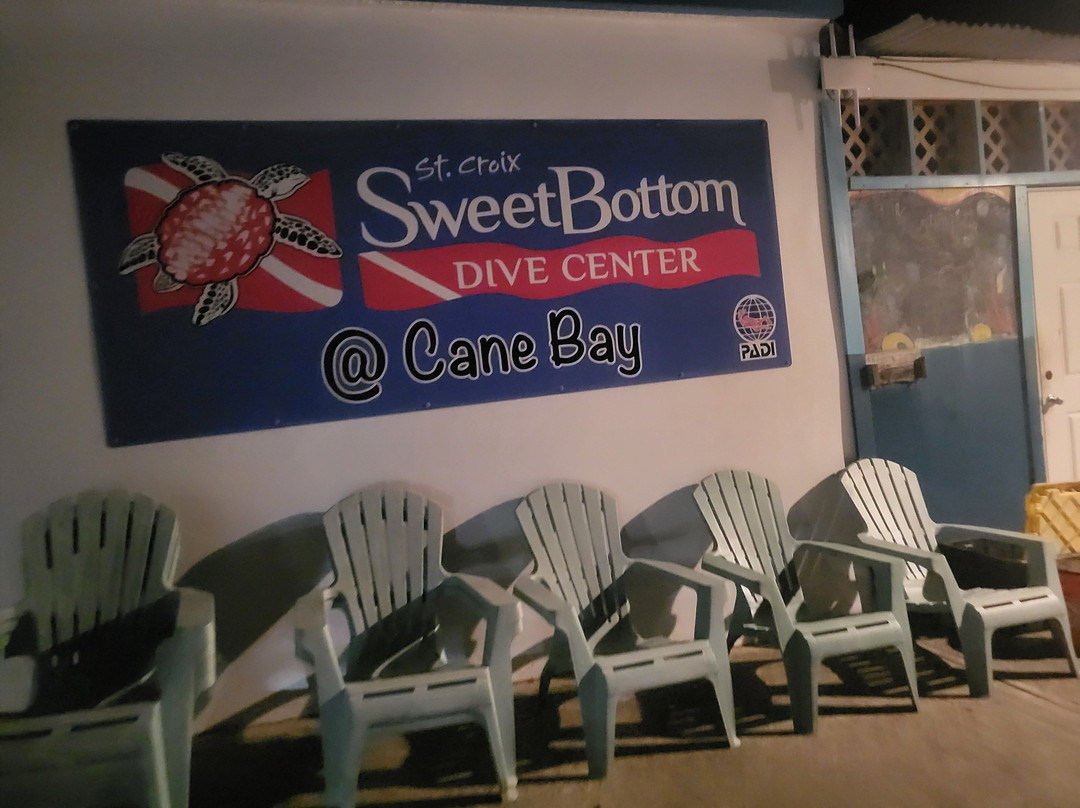 St. Croix
SweetBottom
DIVE CENTER
@ Cane Bay
PADI